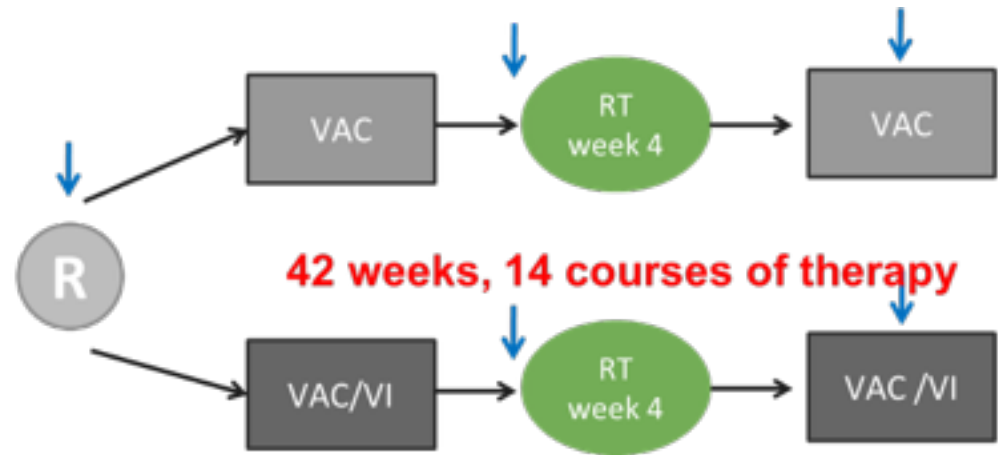 VAC
RT
week 4
VAC
R
42 weeks, 14 courses of therapy
VAC/VI
RT
week 4
VAC /VI